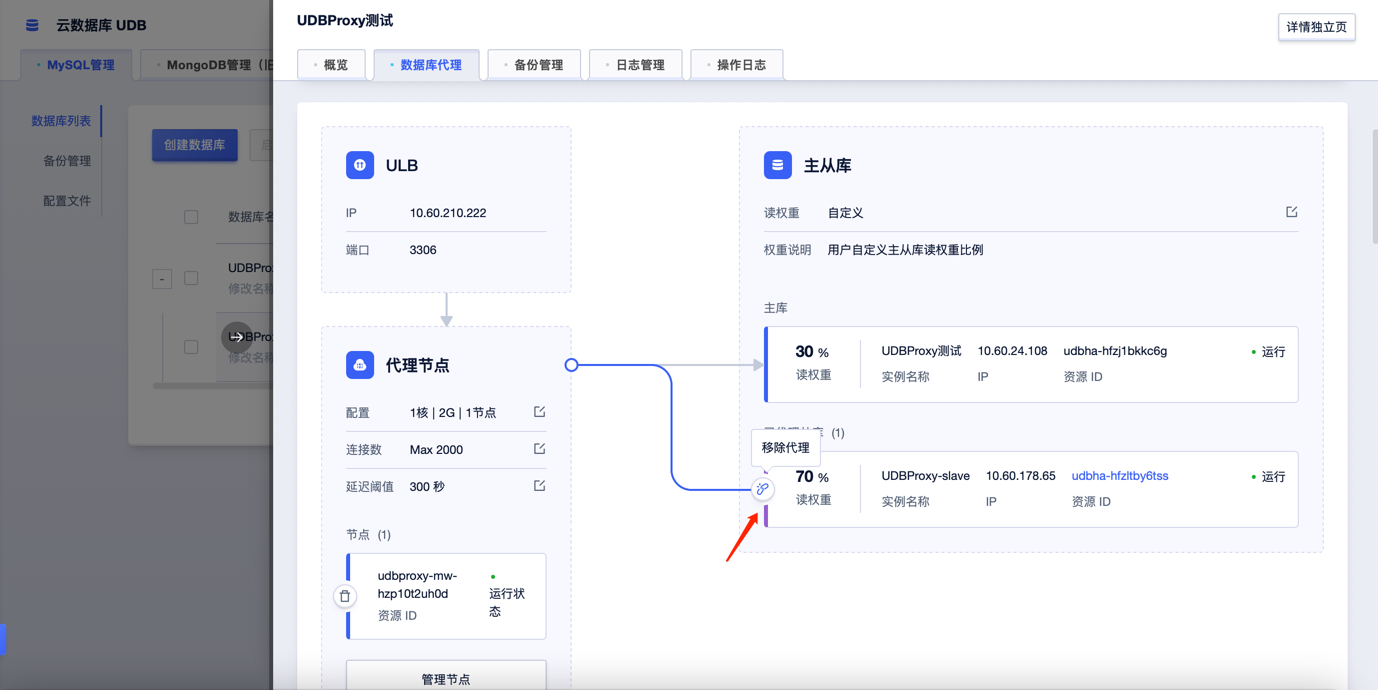 云数据库 UDB
MySQL管理
MongoDB管理（旧
数据库列表
备份管理
配置文件
创建数据库
数据库名
UDBPro
修改名称
修改名称
UDBProxy测试
详情独立页
概览
数据库代理
备份管理
日志管理
操作日志
ULB
IP 10.60.210.222
端口 3306
代理节点
配置 1核 | 2G | 1节点
连接数 Max 2000
延迟阈值 300 秒
节点 (1)
udbproxy-mw-
hzp10t2uh0d
资源 ID
运行状
态
管理节点
主从库
读权重 自定义
权重说明 用户自定义主从库读权重比例
主库
30 %
读权重
UDBProxy测试 10.60.24.108 udbha-hfzj1bkkc6g
实例名称 IP 资源 ID
运行
(1)
移除代理
70 %
读权重
UDBProxy-slave 10.60.178.65 udbha-hfzltby6tss
实例名称 IP 资源 ID
运行